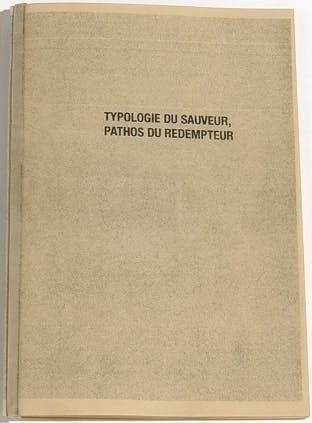 TYPOLOGIE DU SAUVEUR,
PATHOS DU REDEMPTEUR